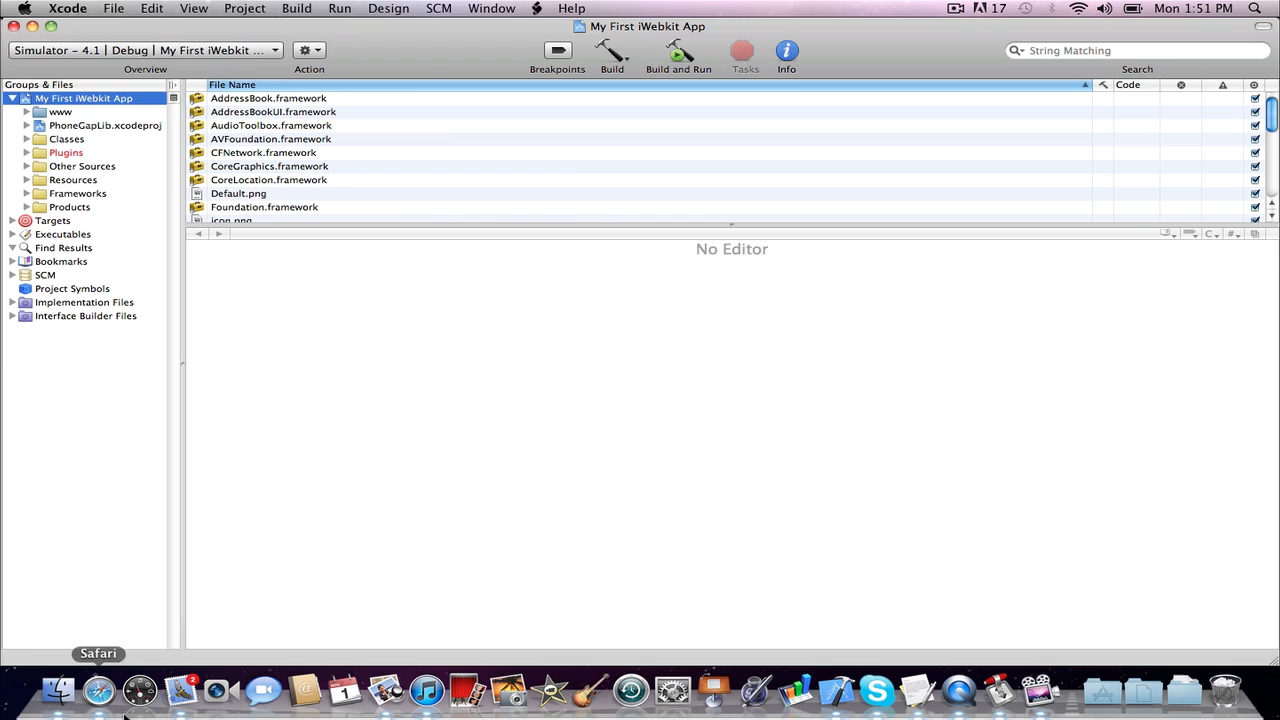 Xcode File Edit View Project Build Run Design SCM Window Help 17 Mon 1:51 PM
My First iWebkit App
Simulator - 4.1 | Debug | My First iWebkit ...
Overview Action Breakpoints Build Build and Run Tasks Info String Matching Search
Groups & Files
My First iWebkit App
www
PhoneGapLib.xcodeproj
Classes
Plugins
Other Sources
Resources
Frameworks
Products
Targets
Executables
Find Results
Bookmarks
SCM
Project Symbols
Implementation Files
Interface Builder Files
File Name Code
AddressBook.framework
AddressBookUI.framework
AudioToolbox.framework
AVFoundation.framework
CFNetwork.framework
CoreGraphics.framework
CoreLocation.framework
Default.png
Foundation.framework
icon.png
C #
No Editor
Safari
2
1